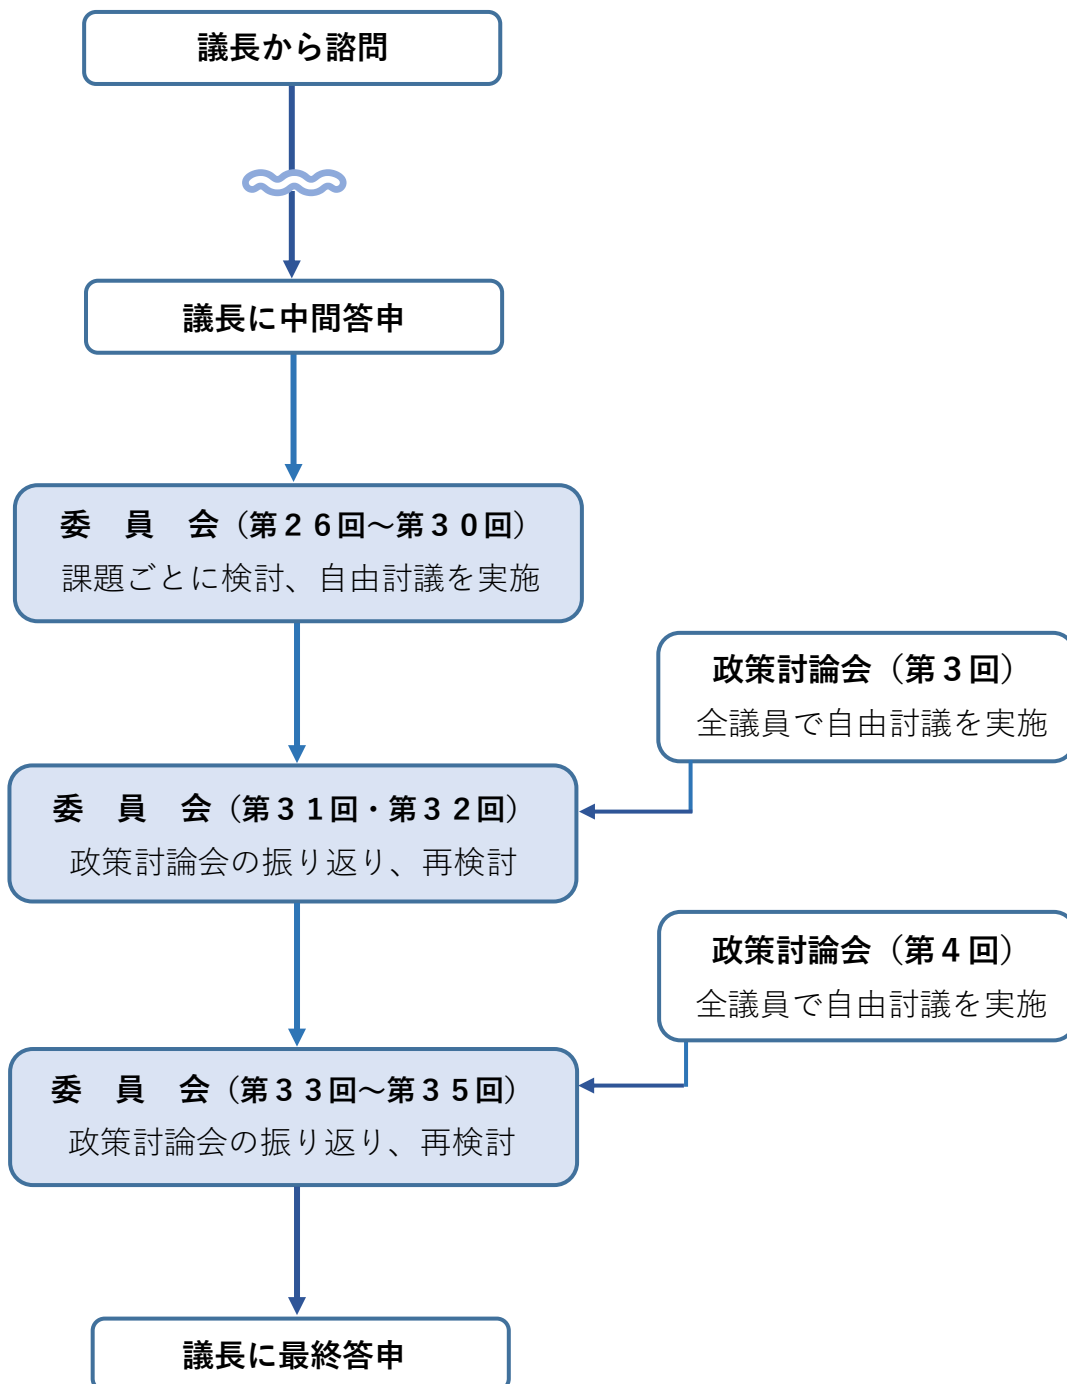 議長から諮問
議長に中間答申
委　員　会（第２６回～第３０回）
課題ごとに検討、自由討議を実施
政策討論会（第３回）
全議員で自由討議を実施
委　員　会（第３１回・第３２回）
政策討論会の振り返り、再検討
政策討論会（第４回）
全議員で自由討議を実施
委　員　会（第３３回～第３５回）
政策討論会の振り返り、再検討
議長に最終答申